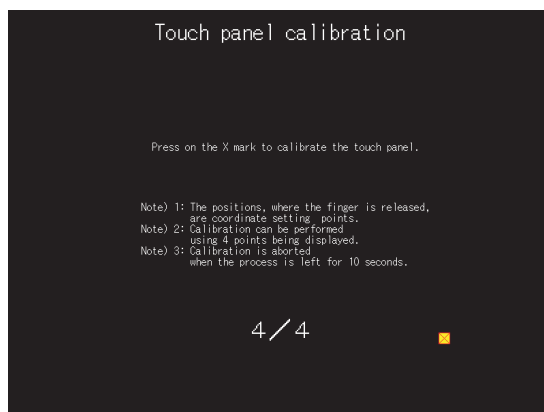 Touch panel calibration
Press on the X mark to calibrate the touch panel.
Note) 1: The positions, where the finger is released,
are coordinate setting points.
Note) 2: Calibration can be performed
using 4 points being displayed.
Note) 3: Calibration is aborted
when the process is left for 10 seconds.
4/4